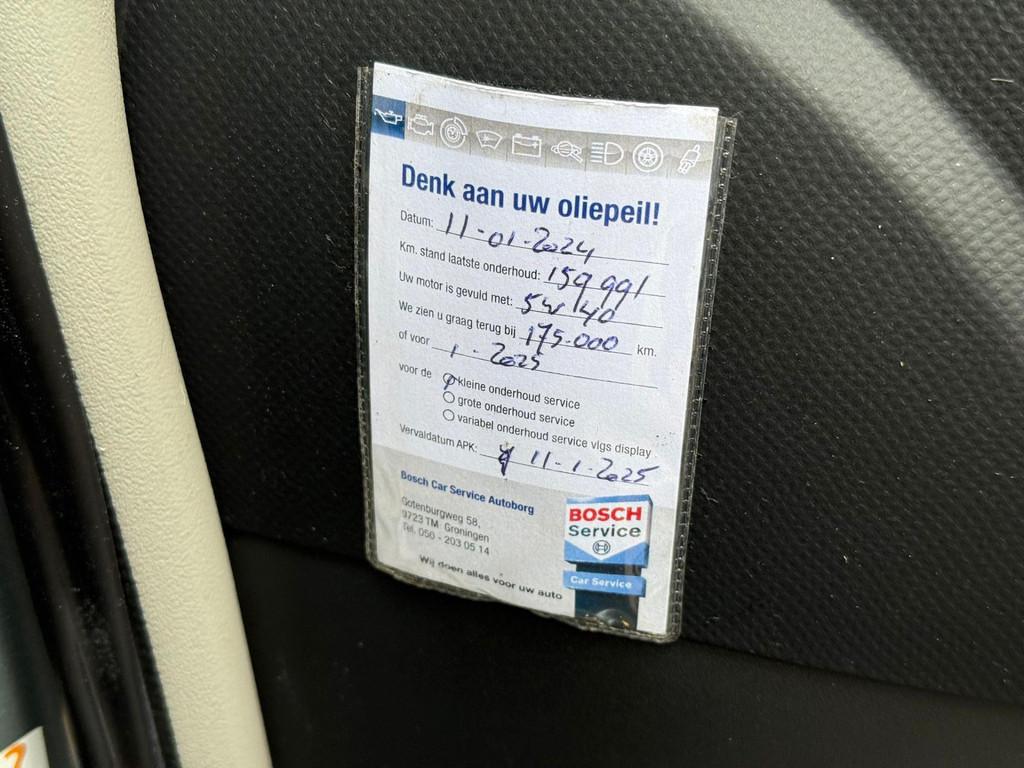 Denk aan uw oliepeil!
Datum: 11-01-2024
Km. stand laatste onderhoud: 159991
Uw motor is gevuld met: 5W40
We zien u graag terug bij 175.000 km.
of voor 1-2025
voor de kleine onderhoud service
grote onderhoud service
variabel onderhoud service vlgs display
Vervaldatum APK: 11-1-2025
Bosch Car Service Autoborg
Gotenburgweg 58,
9723 TM Groningen
Tel. 050 - 203 05 14
Wij doen alles voor uw auto
BOSCH
Service
Car Service